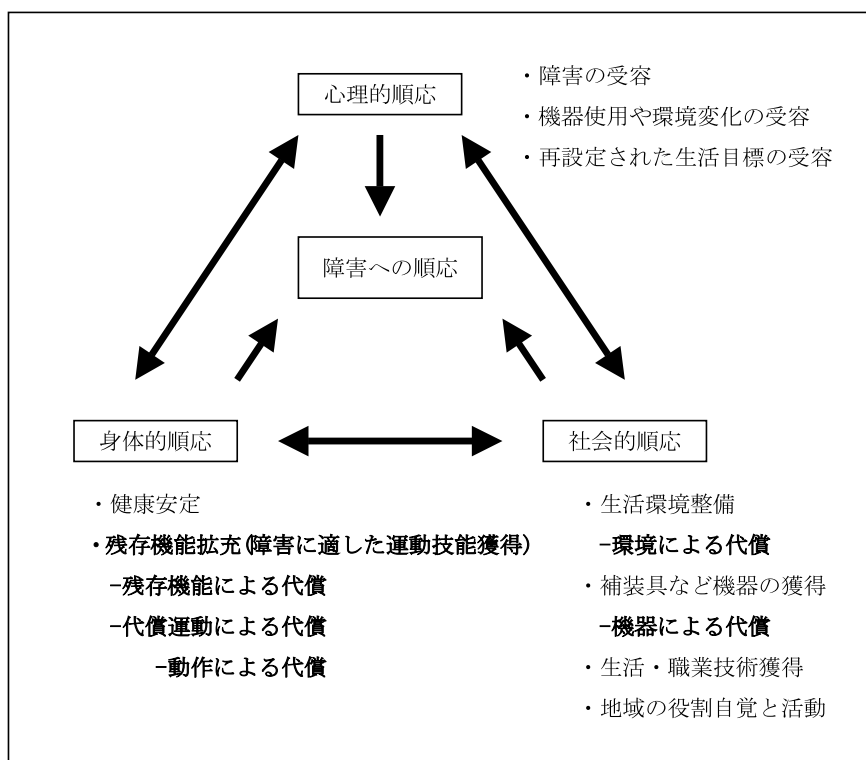 心理的順応
・障害の受容
・機器使用や環境変化の受容
・再設定された生活目標の受容
障害への順応
身体的順応
社会的順応
・健康安定
・残存機能拡充(障害に適した運動技能獲得)
−残存機能による代償
−代償運動による代償
−動作による代償
・生活環境整備
−環境による代償
・補装具など機器の獲得
−機器による代償
・生活・職業技術獲得
・地域の役割自覚と活動